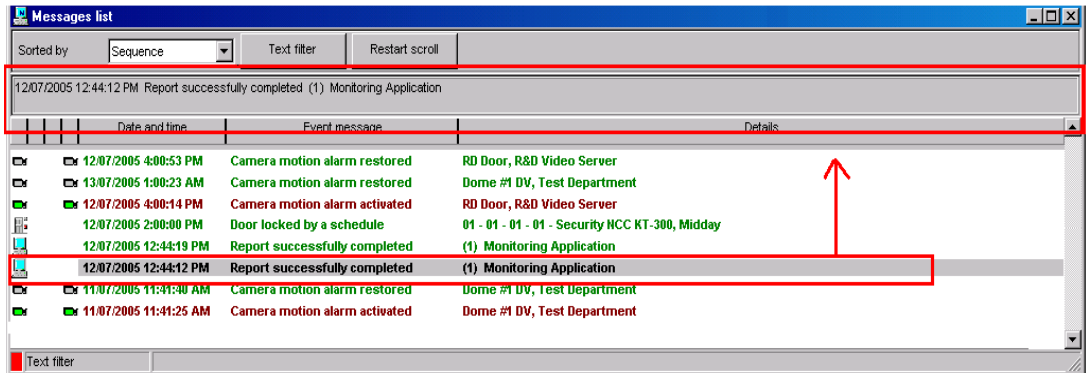 Messages list
Sorted by Sequence Text filter Restart scroll
12/07/2005 12:44:12 PM Report successfully completed (1) Monitoring Application
Date and time Event message Details
12/07/2005 4:00:53 PM Camera motion alarm restored RD Door, R&D Video Server
13/07/2005 1:00:23 AM Camera motion alarm restored Dome #1 DV, Test Department
12/07/2005 4:00:14 PM Camera motion alarm activated RD Door, R&D Video Server
12/07/2005 2:00:00 PM Door locked by a schedule 01 - 01 - 01 - 01 - Security NCC KT-300, Midday
12/07/2005 12:44:19 PM Report successfully completed (1) Monitoring Application
12/07/2005 12:44:12 PM Report successfully completed (1) Monitoring Application
11/07/2005 11:41:40 AM Camera motion alarm restored Dome #1 DV, Test Department
11/07/2005 11:41:25 AM Camera motion alarm activated Dome #1 DV, Test Department
Text filter